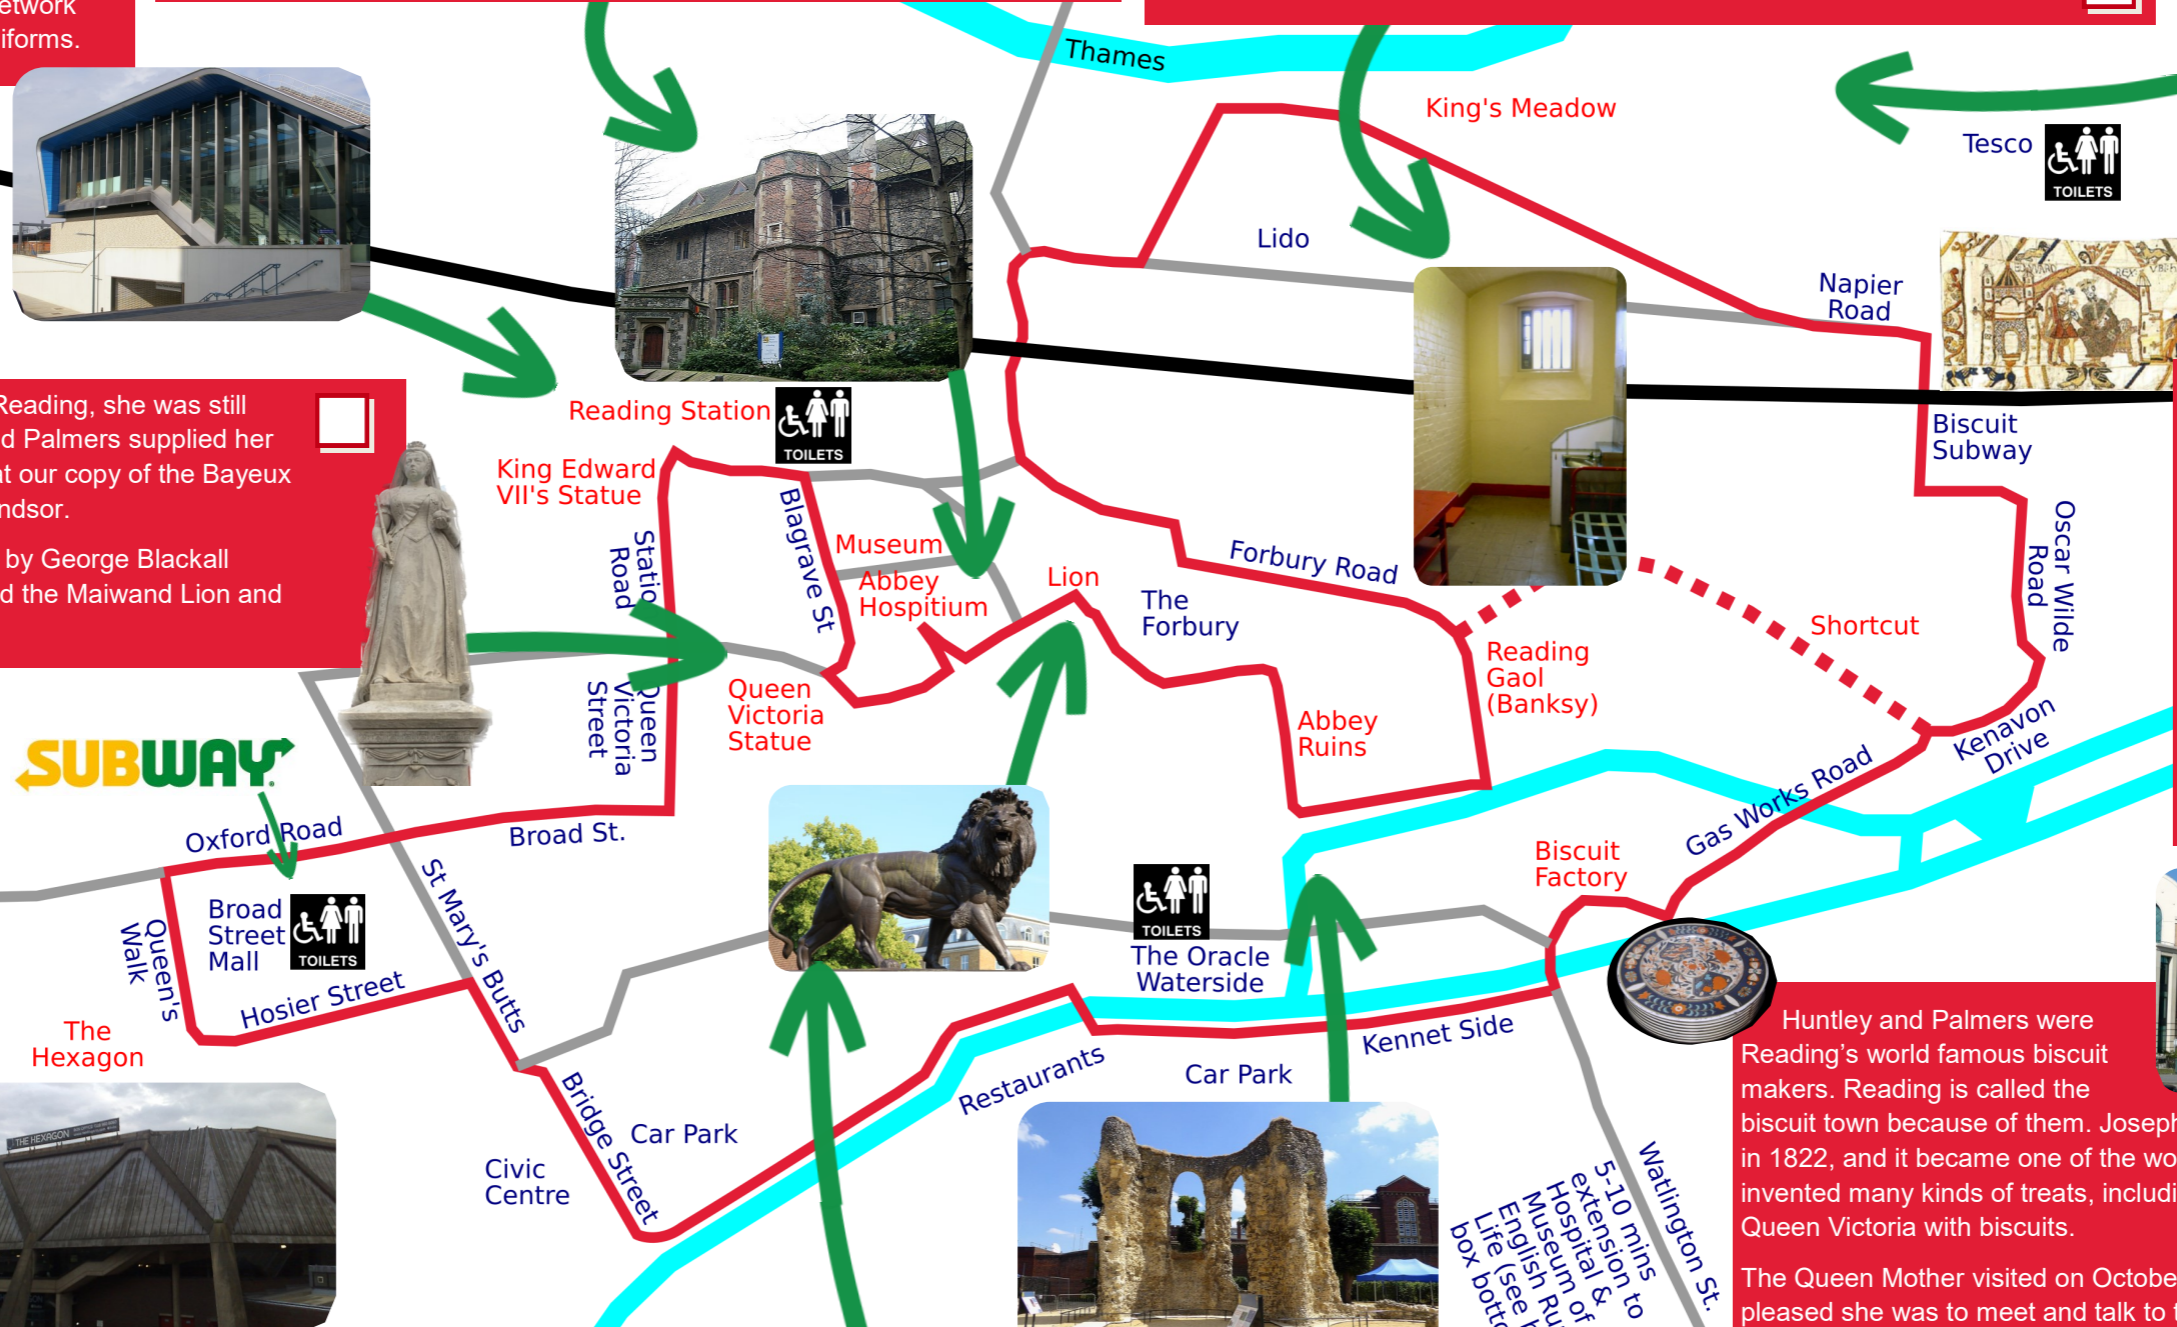 etwork
iforms.
Thames
King's Meadow
Tesco
TOILETS
Lido
Napier
Road
Reading Station
TOILETS
King Edward
VII's Statue
Biscuit
Subway
Reading, she was still
d Palmers supplied her
at our copy of the Bayeux
ndsor.
by George Blackall
d the Maiwand Lion and
Station
Road
Blagrave St
Museum
Abbey
Hospitium
Lion
The
Forbury
Forbury Road
Oscar Wilde
Road
Shortcut
Reading
Gaol
(Banksy)
Queen
Victoria
Street
Queen
Victoria
Statue
Abbey
Ruins
Kenavon
Drive
Gas Works Road
SUBWAY
Oxford Road
Broad St.
St Mary's Butts
Broad
Street
Mall
TOILETS
Queen's
Walk
Hosier Street
The
Hexagon
THE HEXAGON
TOILETS
The Oracle
Waterside
Biscuit
Factory
Kennet Side
Car Park
Restaurants
Bridge Street
Car Park
Civic
Centre
Watlington St.
5-10 mins
extension to
Hospital &
Museum of
English Ru
Life (see
box botto
Huntley and Palmers were
Reading's world famous biscuit
makers. Reading is called the
biscuit town because of them. Joseph
in 1822, and it became one of the wo
invented many kinds of treats, includi
Queen Victoria with biscuits.
The Queen Mother visited on Octobe
pleased she was to meet and talk to t